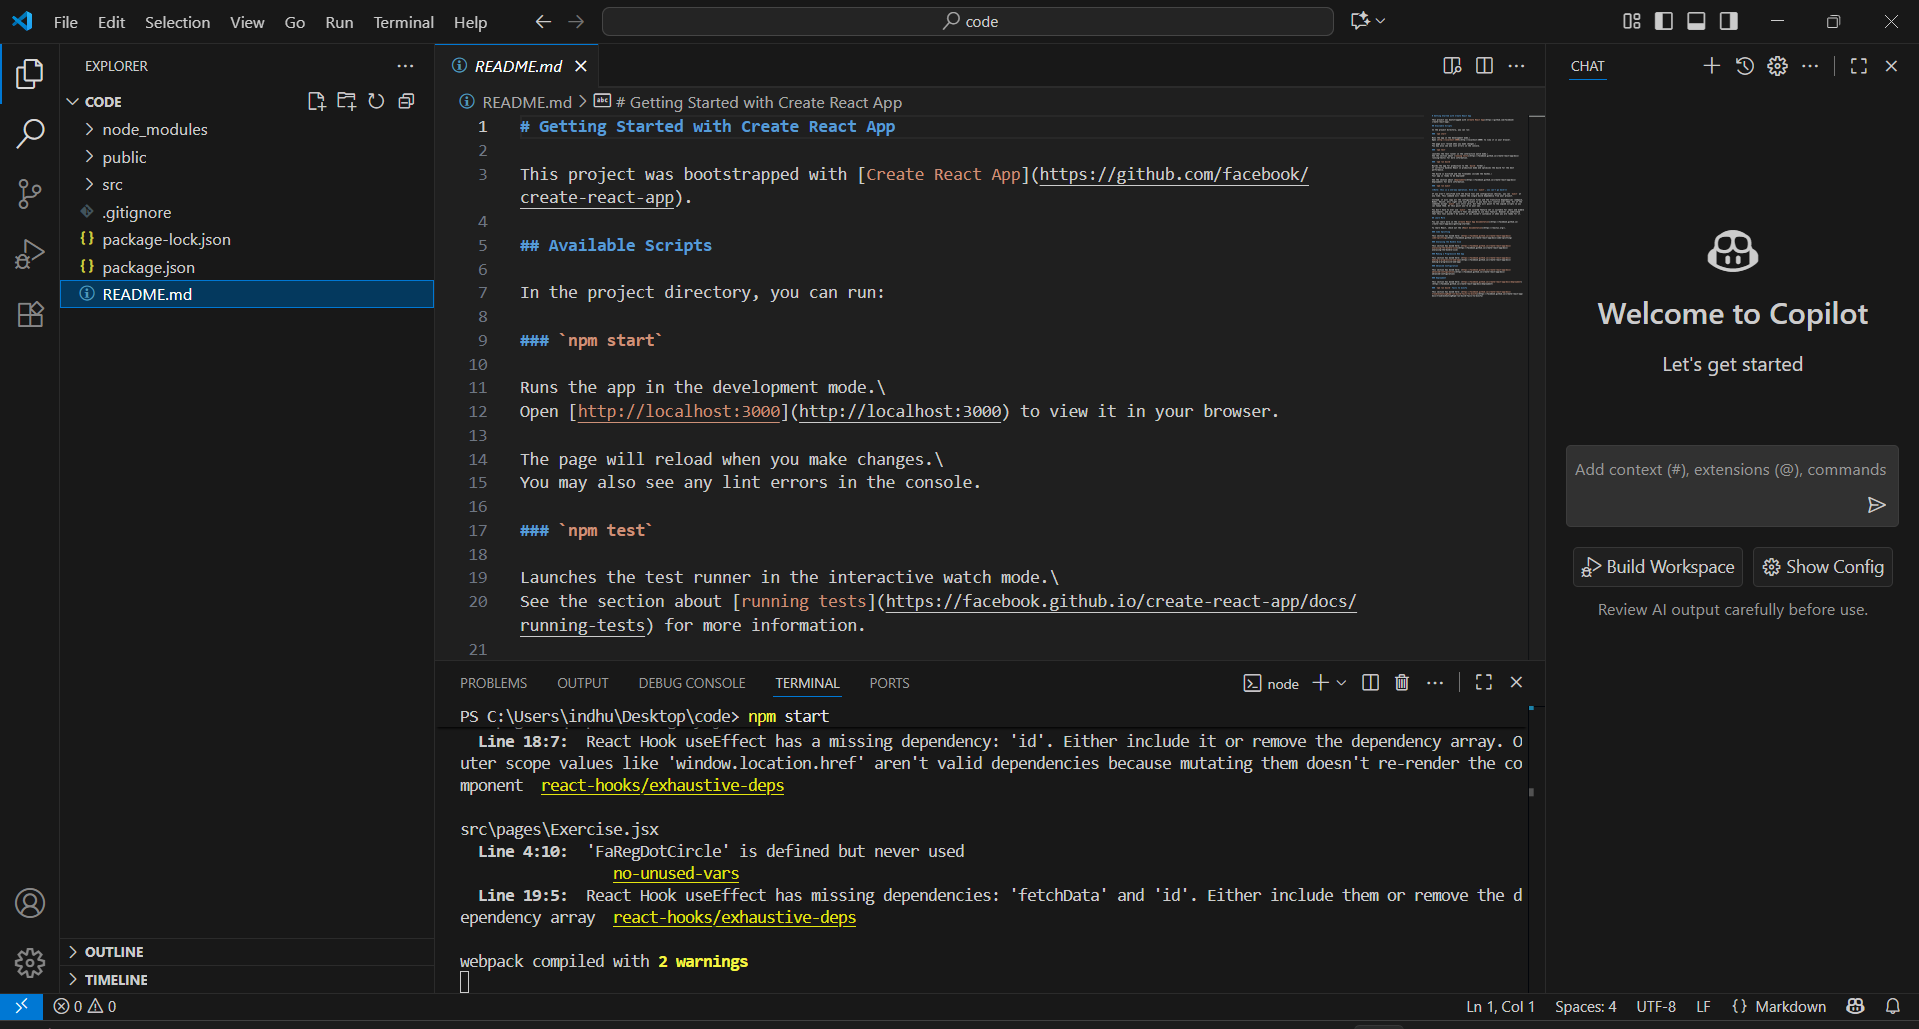 File Edit Selection View Go Run Terminal Help
code
EXPLORER
CODE
node_modules
public
src
.gitignore
{} package-lock.json
{} package.json
README.md
OUTLINE
TIMELINE
README.md
README.md > # Getting Started with Create React App
1 # Getting Started with Create React App
2
3 This project was bootstrapped with [Create React App](https://github.com/facebook/
create-react-app).
4
5 ## Available Scripts
6
7 In the project directory, you can run:
8
9 ### `npm start`
10
11 Runs the app in the development mode.\
12 Open [http://localhost:3000](http://localhost:3000) to view it in your browser.
13
14 The page will reload when you make changes.\
15 You may also see any lint errors in the console.
16
17 ### `npm test`
18
19 Launches the test runner in the interactive watch mode.\
20 See the section about [running tests](https://facebook.github.io/create-react-app/docs/
running-tests) for more information.
21
PROBLEMS OUTPUT DEBUG CONSOLE TERMINAL PORTS
node
PS C:\Users\indhu\Desktop\code> npm start
Line 18:7: React Hook useEffect has a missing dependency: 'id'. Either include it or remove the dependency array. O
uter scope values like 'window.location.href' aren't valid dependencies because mutating them doesn't re-render the co
mponent react-hooks/exhaustive-deps
src\pages\Exercise.jsx
Line 4:10: 'FaRegDotCircle' is defined but never used
no-unused-vars
Line 19:5: React Hook useEffect has missing dependencies: 'fetchData' and 'id'. Either include them or remove the d
ependency array react-hooks/exhaustive-deps
webpack compiled with 2 warnings
CHAT
Welcome to Copilot
Let's get started
Add context (#), extensions (@), commands
Build Workspace
Show Config
Review AI output carefully before use.
0 0
Ln 1, Col 1 Spaces: 4 UTF-8 LF {} Markdown